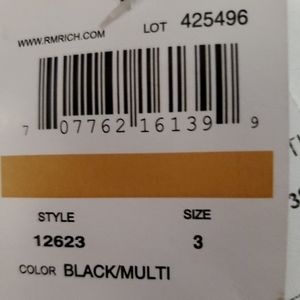 LOT 425496
WWW.RMRICH.COM
7 07762 16139 9
STYLE SIZE
12623 3
COLOR BLACK/MULTI